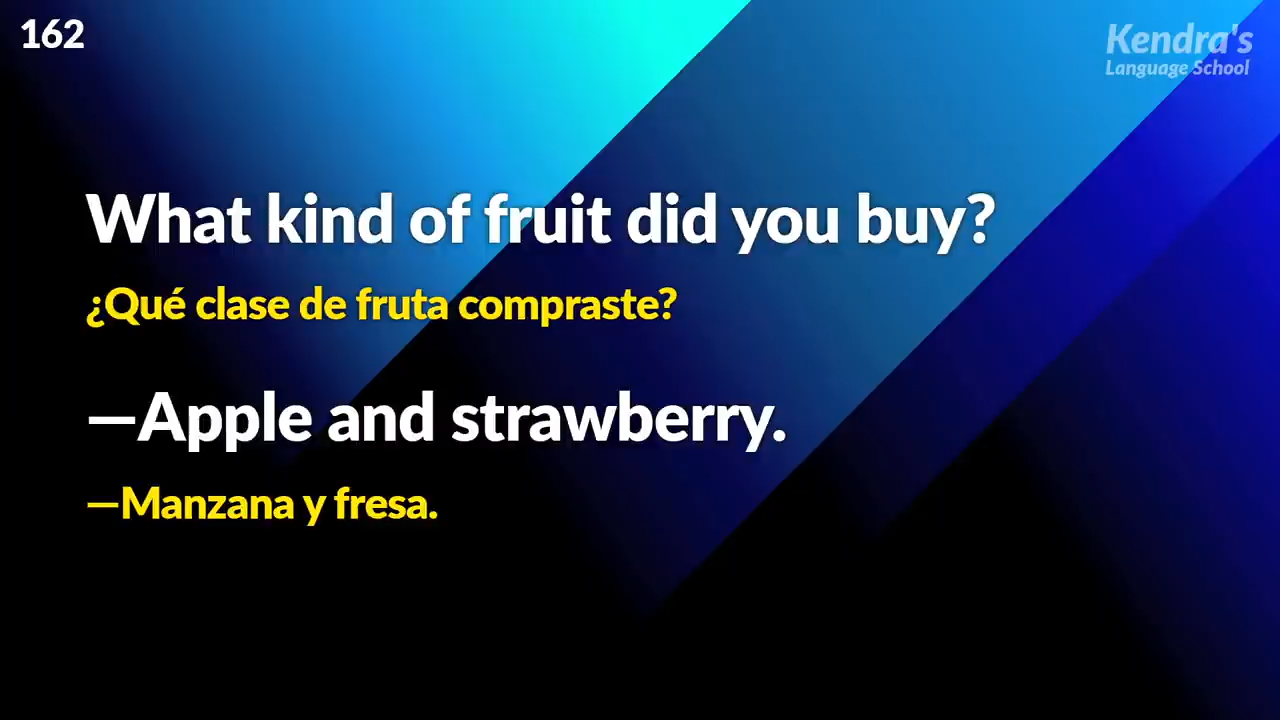 162
Kendra's
Language School
What kind of fruit did you buy?
¿Qué clase de fruta compraste?
—Apple and strawberry.
—Manzana y fresa.